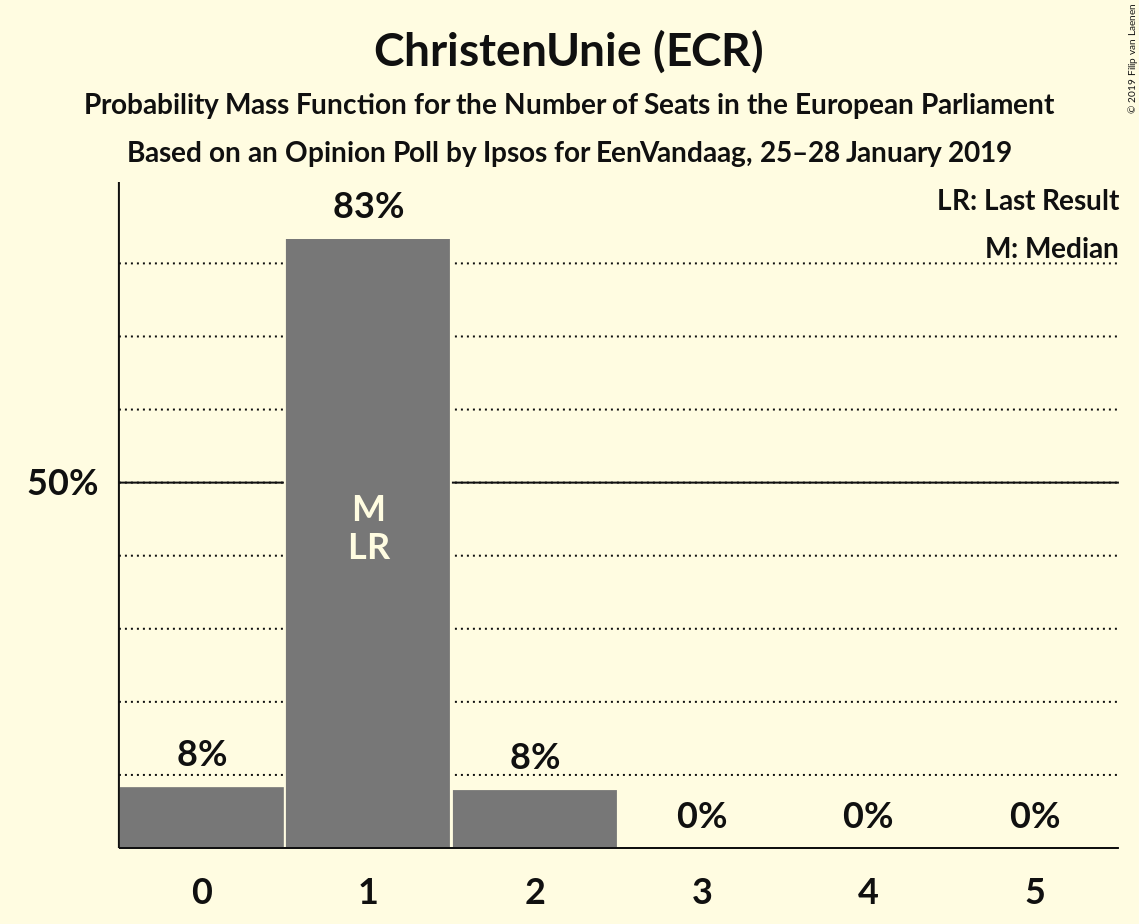 ChristenUnie (ECR)
Probability Mass Function for the Number of Seats in the European Parliament
Based on an Opinion Poll by Ipsos for EenVandaag, 25–28 January 2019
© 2019 Filip van Laenen
LR: Last Result
M: Median
83%
50%
M
LR
8%
8%
0%
0%
0%
0
1
2
3
4
5